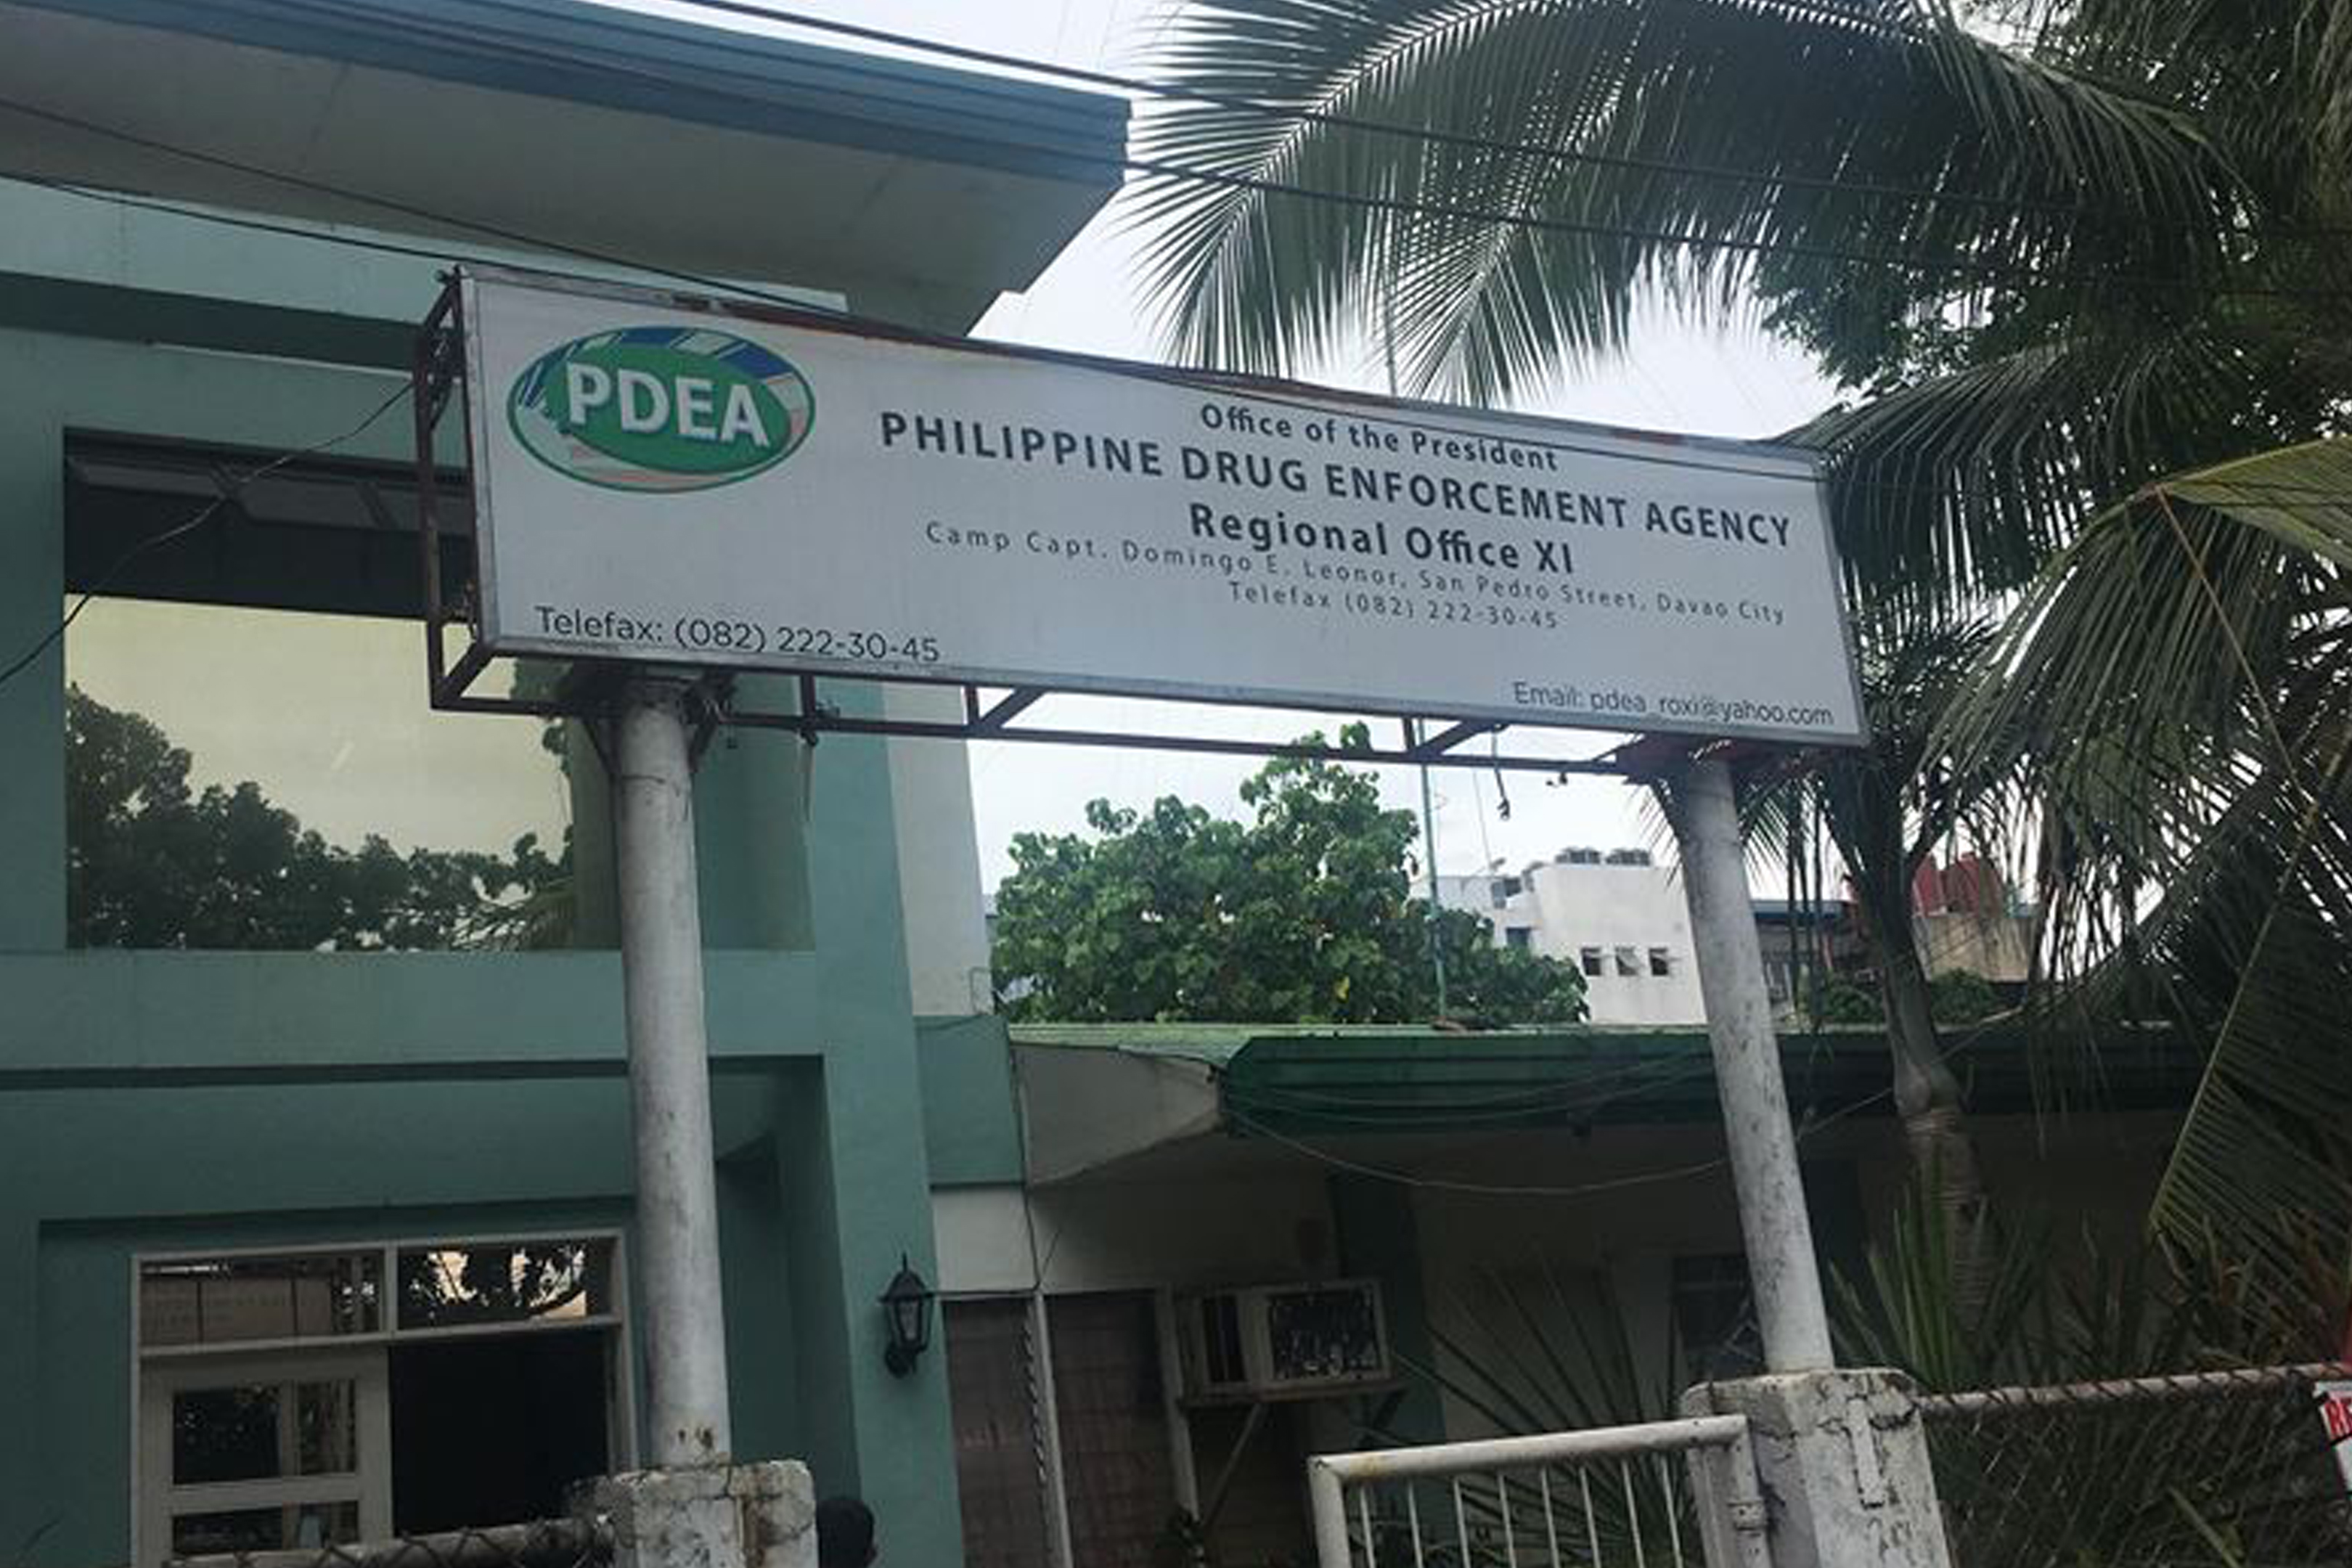 PDEA
Office of the President
PHILIPPINE DRUG ENFORCEMENT AGENCY
Regional Office XI
Camp Capt. Domingo E. Leonor, San Pedro Street, Davao City
Telefax (082) 222-30-45
Telefax: (082) 222-30-45
Email: pdea_roxi@yahoo.com